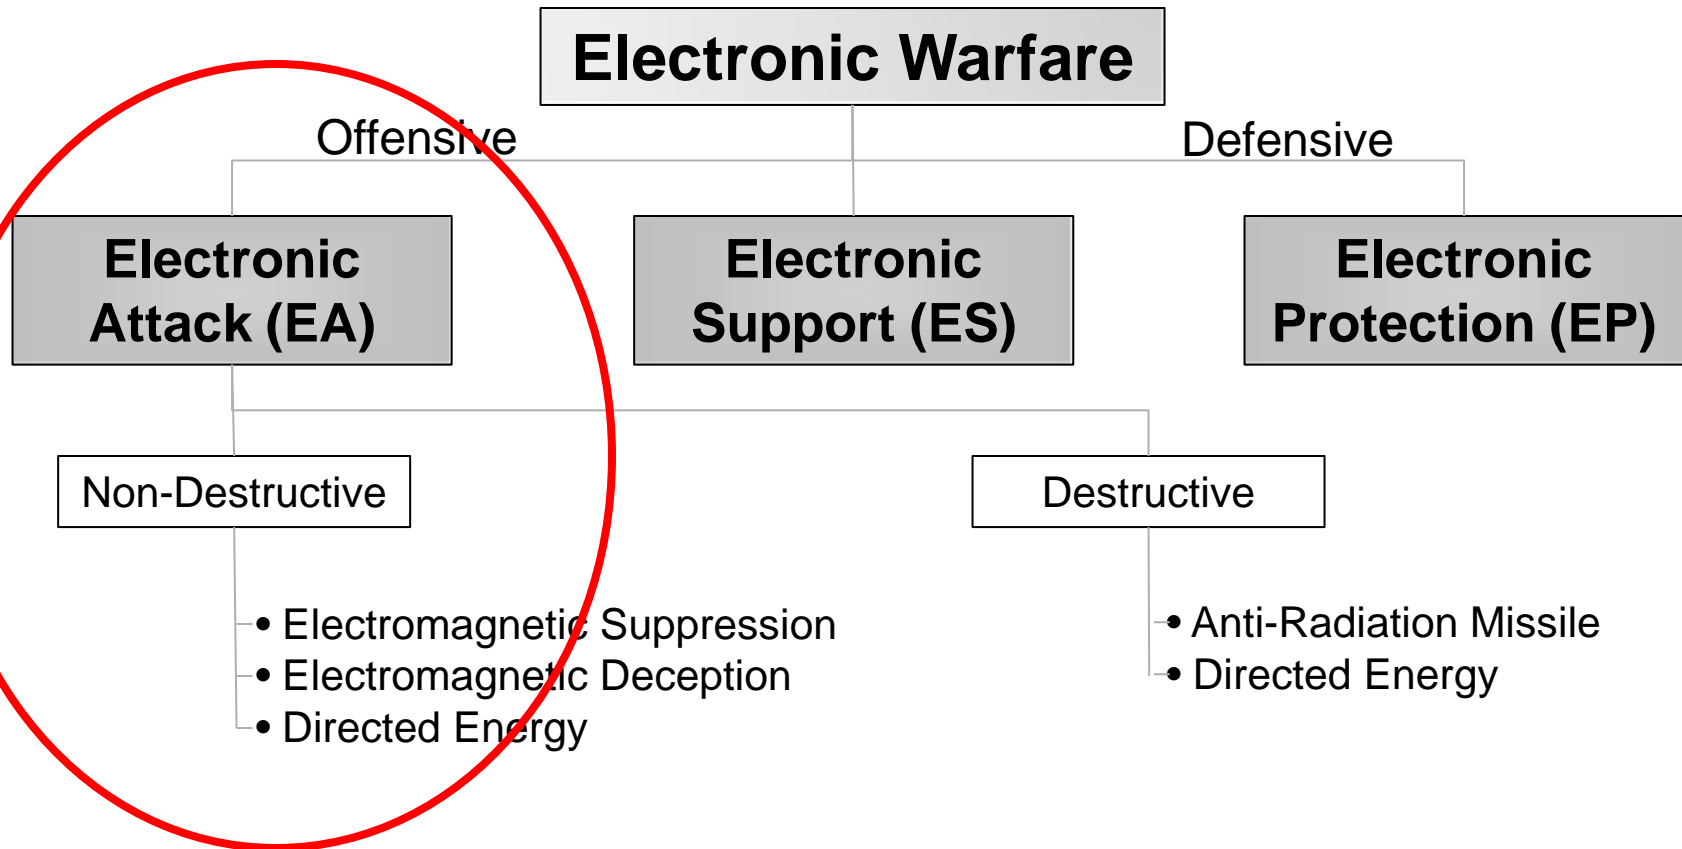 Electronic Warfare
Offensive
Defensive
Electronic
Attack (EA)
Electronic
Support (ES)
Electronic
Protection (EP)
Non-Destructive
Destructive
• Electromagnetic Suppression
• Electromagnetic Deception
• Directed Energy
• Anti-Radiation Missile
• Directed Energy